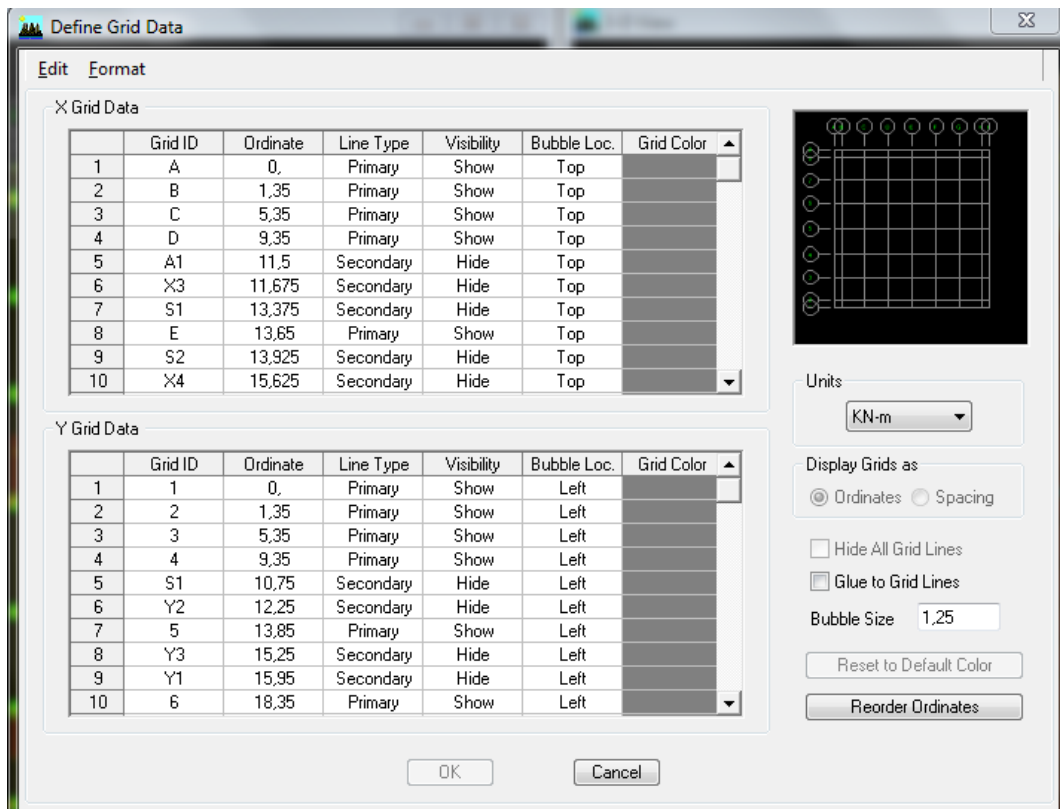 Define Grid Data
Edit Format
X Grid Data
Grid ID Ordinate Line Type Visibility Bubble Loc. Grid Color
1 A 0, Primary Show Top
2 B 1,35 Primary Show Top
3 C 5,35 Primary Show Top
4 D 9,35 Primary Show Top
5 A1 11,5 Secondary Hide Top
6 X3 11,675 Secondary Hide Top
7 S1 13,375 Secondary Hide Top
8 E 13,65 Primary Show Top
9 S2 13,925 Secondary Hide Top
10 X4 15,625 Secondary Hide Top
Y Grid Data
Grid ID Ordinate Line Type Visibility Bubble Loc. Grid Color
1 1 0, Primary Show Left
2 2 1,35 Primary Show Left
3 3 5,35 Primary Show Left
4 4 9,35 Primary Show Left
5 S1 10,75 Secondary Hide Left
6 Y2 12,25 Secondary Hide Left
7 5 13,85 Primary Show Left
8 Y3 15,25 Secondary Hide Left
9 Y1 15,95 Secondary Hide Left
10 6 18,35 Primary Show Left
Units
KN-m
Display Grids as
Ordinates Spacing
Hide All Grid Lines
Glue to Grid Lines
Bubble Size 1,25
Reset to Default Color
Reorder Ordinates
OK Cancel